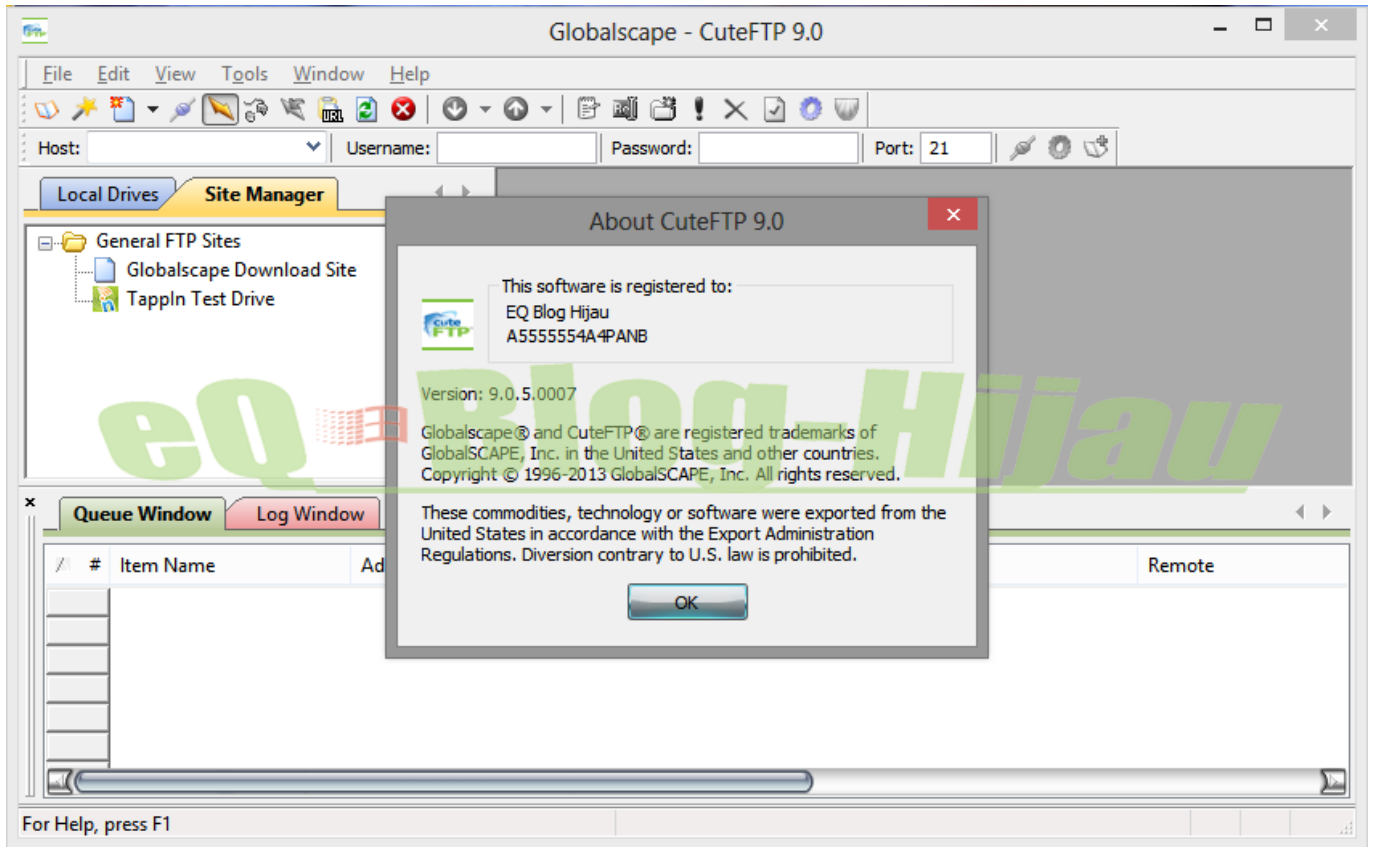 Globalscape - CuteFTP 9.0
File Edit View Tools Window Help
URL
Host: Username: Password: Port: 21
Local Drives Site Manager
General FTP Sites
Globalscape Download Site
TappIn Test Drive
About CuteFTP 9.0
This software is registered to:
cute FTP
EQ Blog Hijau
A5555554A4PANB
Version: 9.0.5.0007
Globalscape® and CuteFTP® are registered trademarks of
GlobalSCAPE, Inc. in the United States and other countries.
Copyright © 1996-2013 GlobalSCAPE, Inc. All rights reserved.
These commodities, technology or software were exported from the
United States in accordance with the Export Administration
Regulations. Diversion contrary to U.S. law is prohibited.
OK
eQ Blog-Hijau
Queue Window Log Window
# Item Name Ad Remote
For Help, press F1